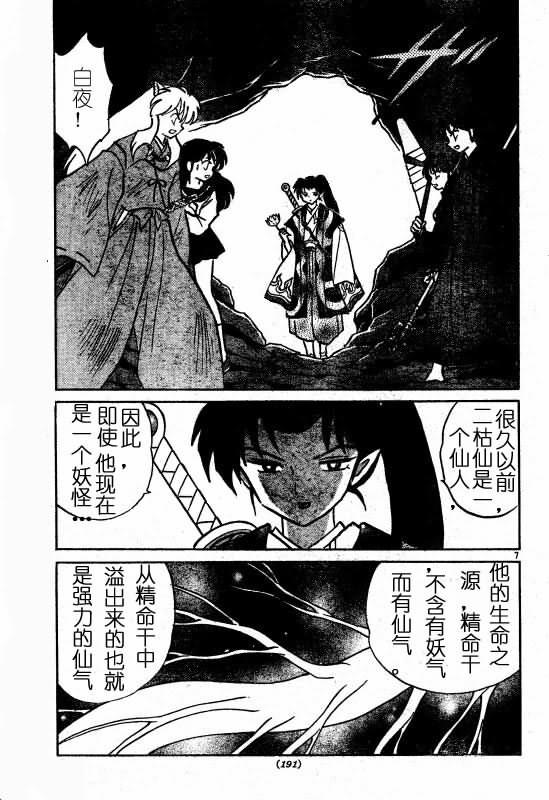 白夜！
很久以前，
二枯仙是一
个仙人，
因此，
即使 他现在
是一个妖怪
…
7
他的生命之
源，精命干
，不含有妖气
而有仙气。
从精命干中
溢出来的也就
是强力的仙气
(191)